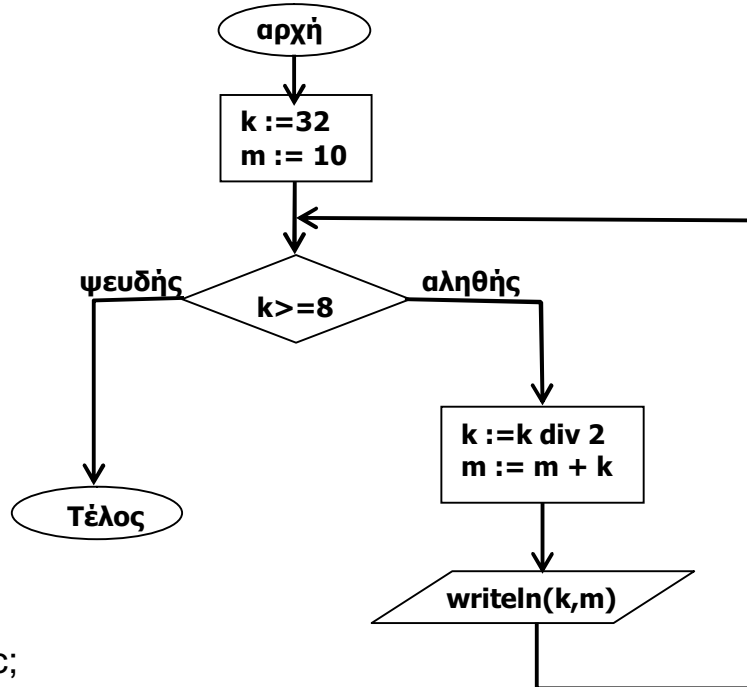 αρχή
k :=32
m := 10
ψευδής
k>=8
αληθής
k :=k div 2
m := m + k
Τέλος
writeln(k,m)
c;